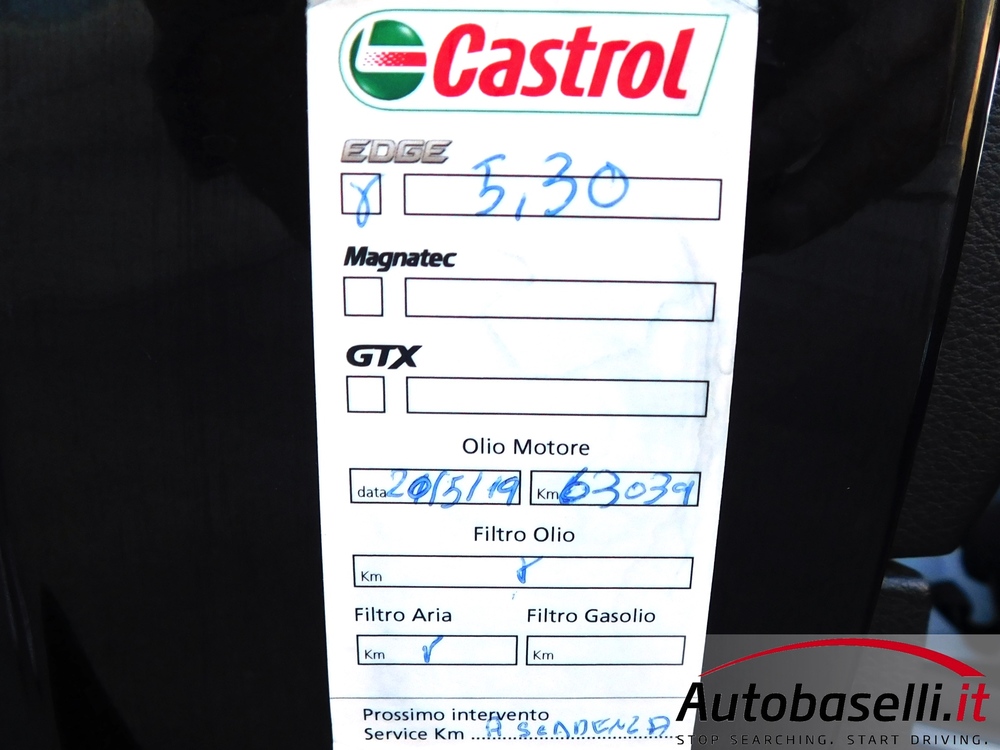 Castrol
EDGE
5,30
Magnatec
GTX
Olio Motore
data 20/5/19 Km 63039
Filtro Olio
Km
Filtro Aria Filtro Gasolio
Km Km
Prossimo intervento
Service Km ........ A SCADENZA
Autobaselli.it
STOP SEARCHING. START DRIVING.